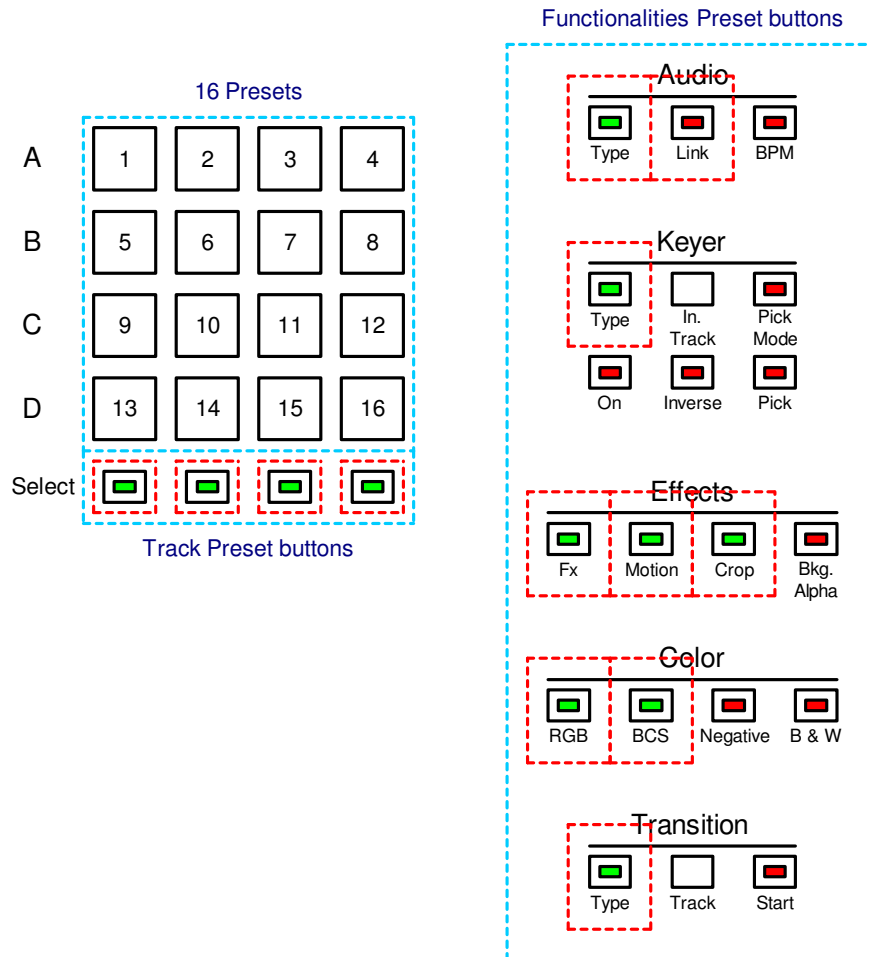 Functionalities Preset buttons
16 Presets
A 1 2 3 4
B 5 6 7 8
C 9 10 11 12
D 13 14 15 16
Select
Track Preset buttons
Audio
Type Link BPM
Keyer
Type In. Pick
Track Mode
On Inverse Pick
Effects
Fx Motion Crop Bkg.
Alpha
Color
RGB BCS Negative B & W
Transition
Type Track Start